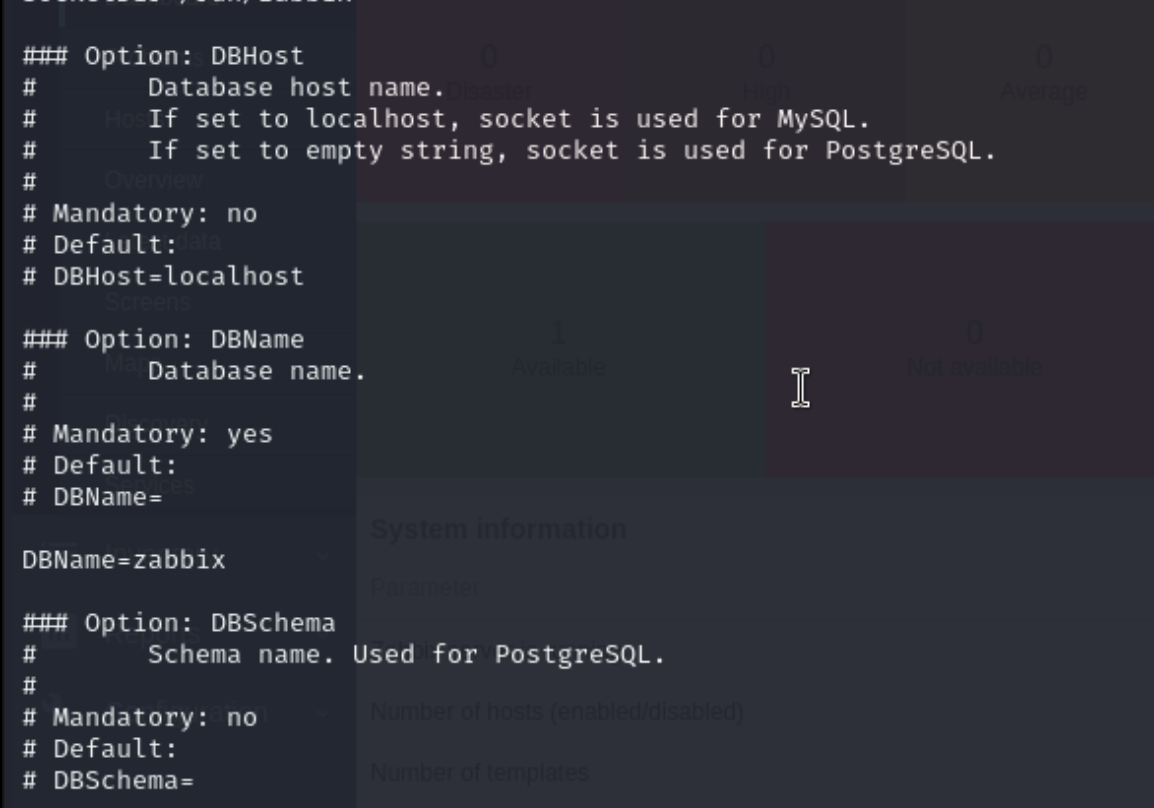 ### Option: DBHost
#       Database host name.
#       If set to localhost, socket is used for MySQL.
#       If set to empty string, socket is used for PostgreSQL.
#
# Mandatory: no
# Default:
# DBHost=localhost
### Option: DBName
#       Database name.
#
# Mandatory: yes
# Default:
# DBName=
DBName=zabbix
### Option: DBSchema
#       Schema name. Used for PostgreSQL.
#
# Mandatory: no
# Default:
# DBSchema=
0
Disaster
0
High
0
Average
Overview
Screens
1
Available
0
Not available
Services
System information
Parameter
Number of hosts (enabled/disabled)
Number of templates